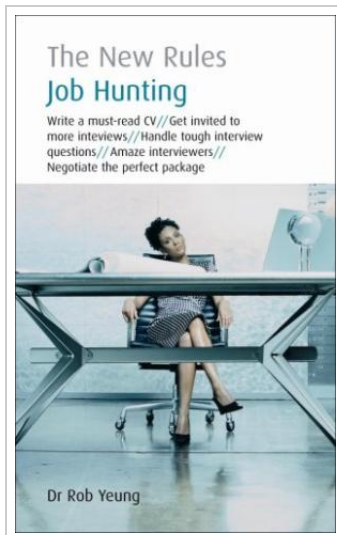 The New Rules
Job Hunting
Write a must-read CV//Get invited to
more inteviews//Handle tough interview
questions//Amaze interviewers//
Negotiate the perfect package
Dr Rob Yeung